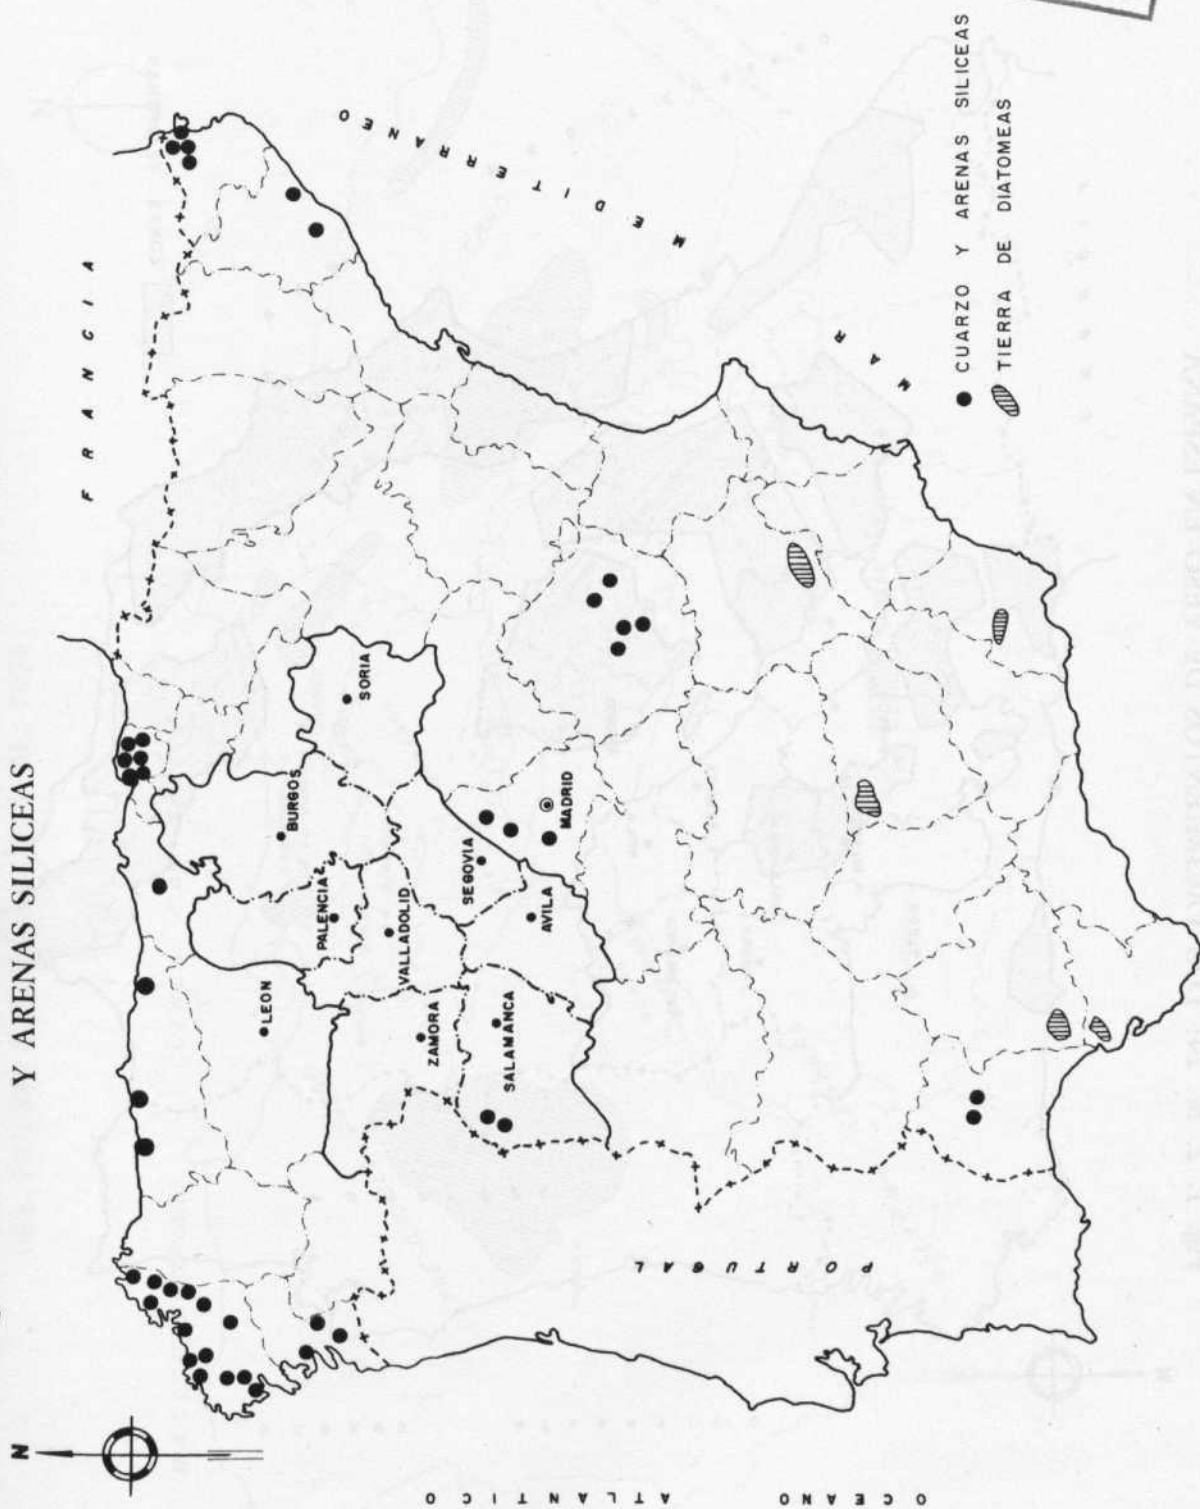 Y ARENAS SILICEAS
N
FRANCIA
MAR MEDITERRANEO
OCEANO ATLANTICO
PORTUGAL
LEON
PALENCIA
BURGOS
SORIA
ZAMORA
VALLADOLID
SEGOVIA
SALAMANCA
AVILA
MADRID
CUARZO Y ARENAS SILICEAS
TIERRA DE DIATOMEAS